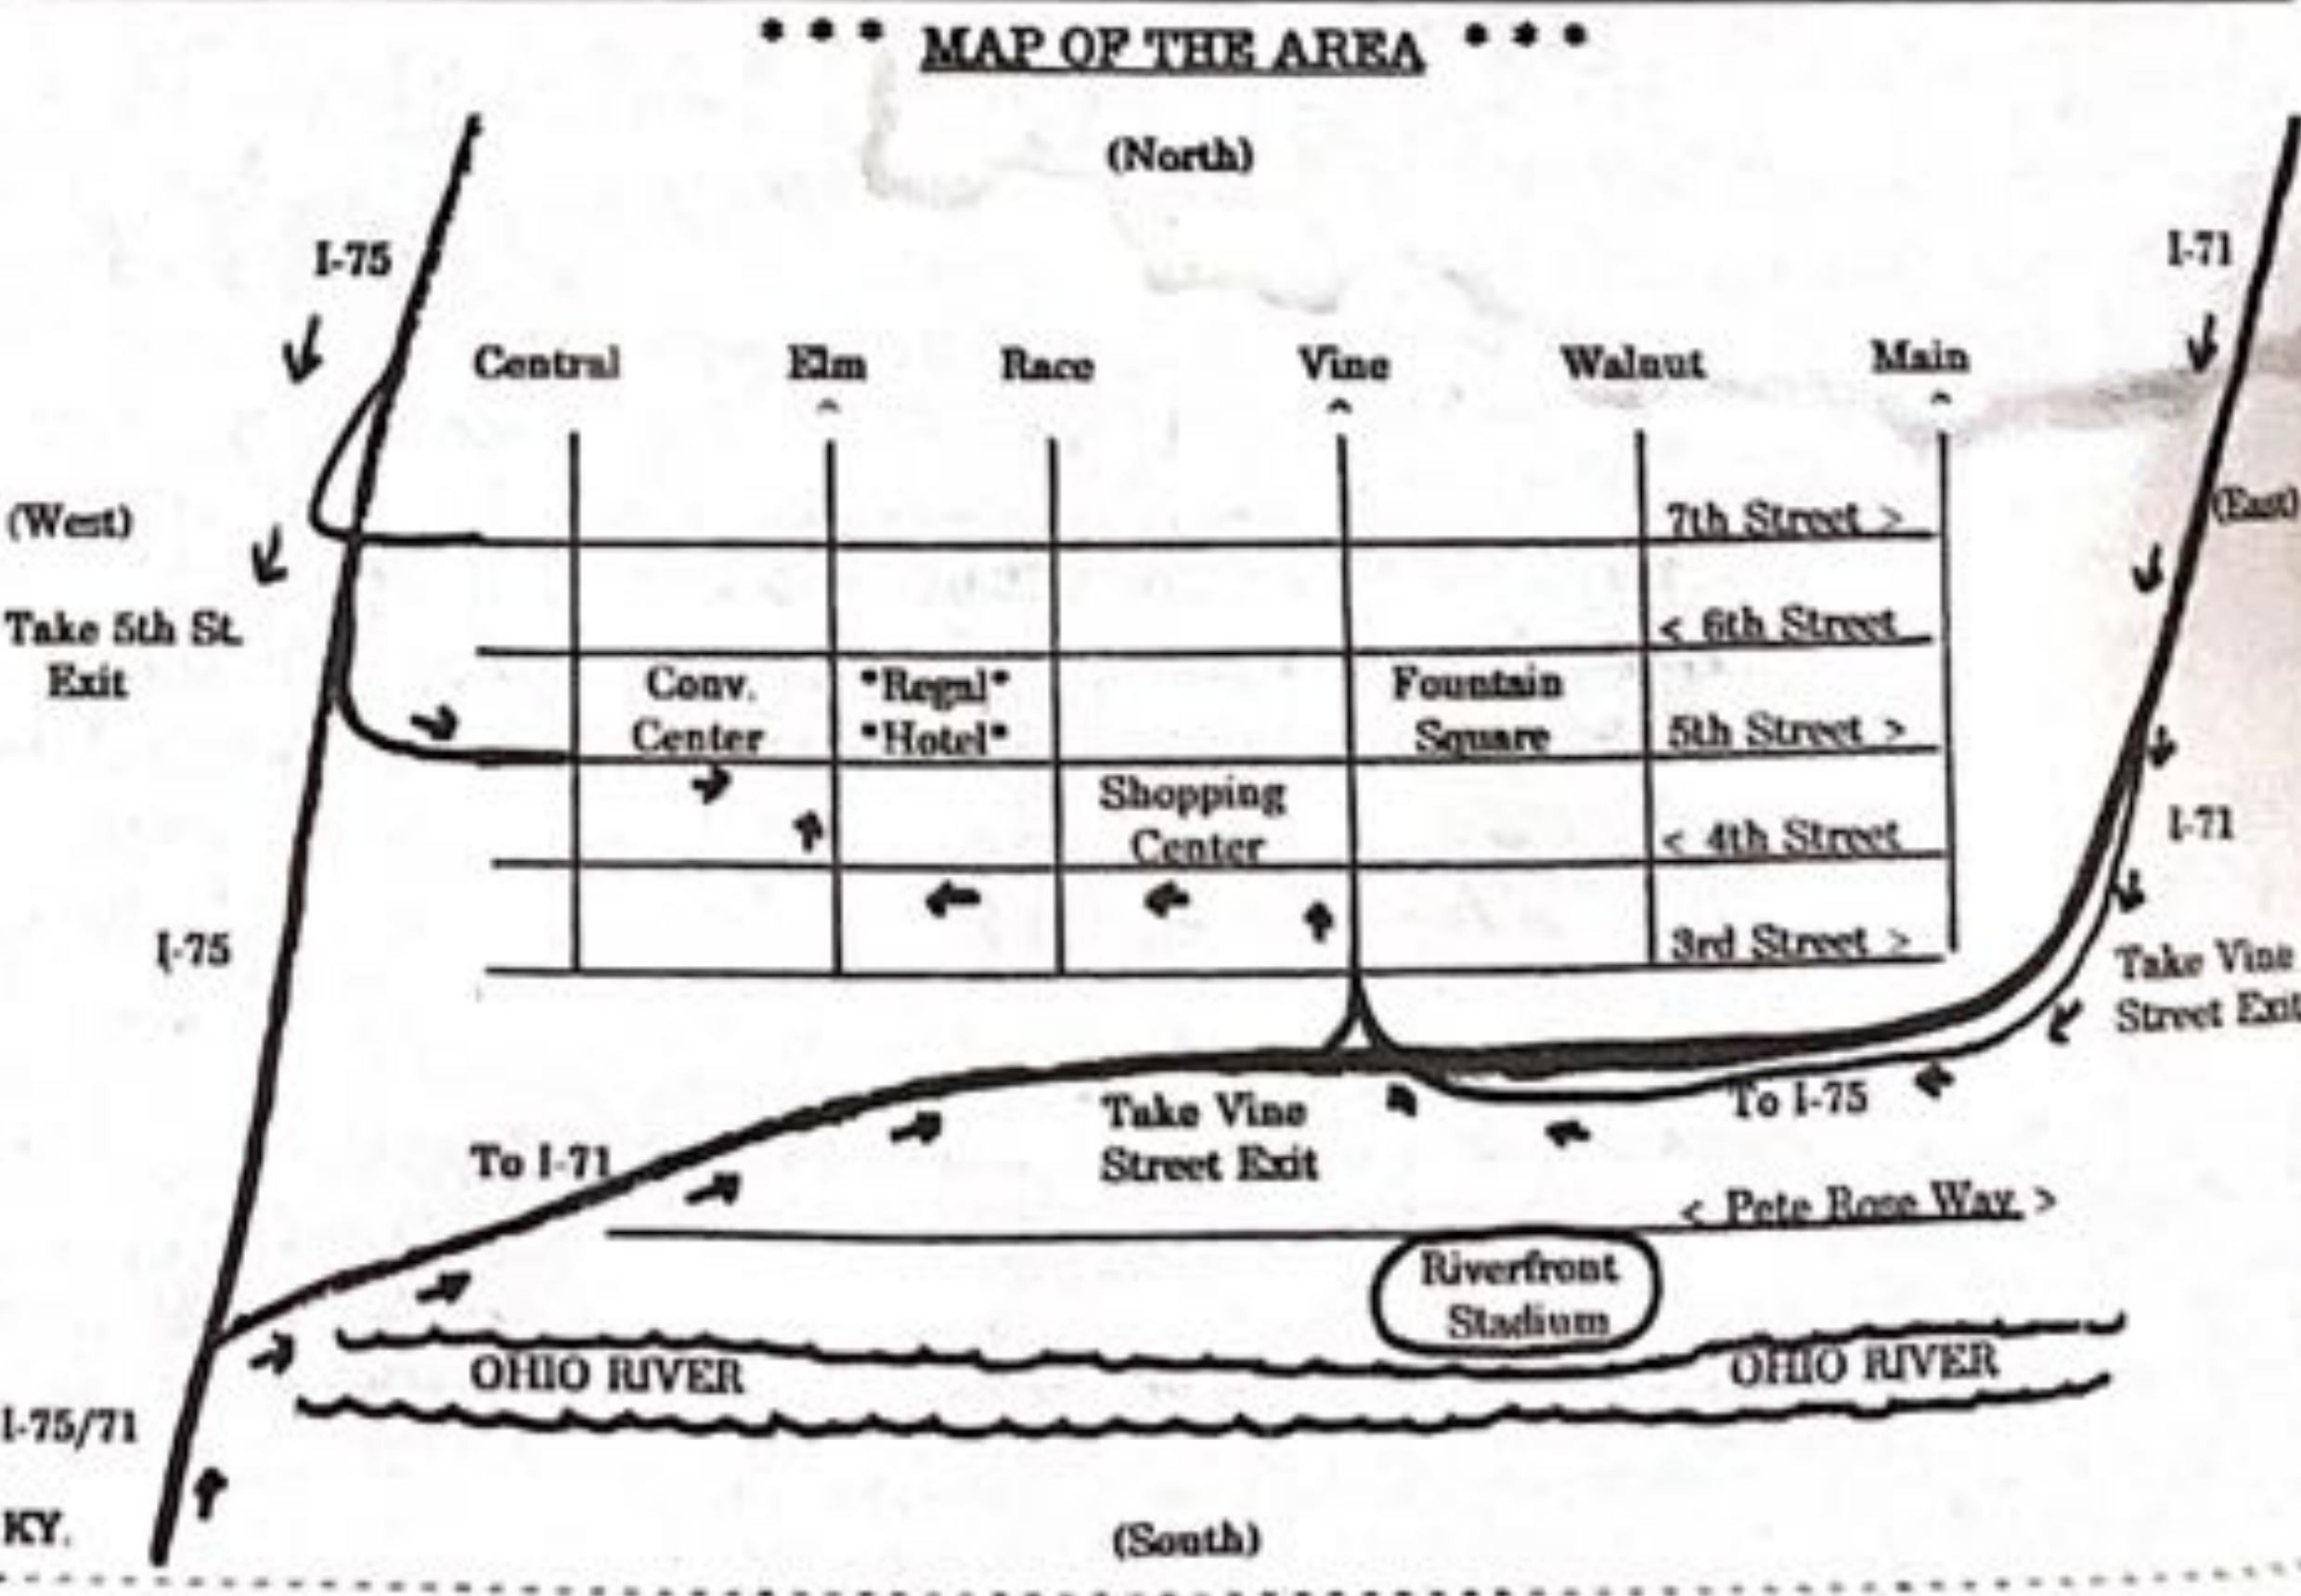 • • • MAP OF THE AREA • • •
(North)
I-75
I-71
Central Elm Race Vine Walnut Main
^ ^ ^
(West)
7th Street >
(East)
Take 5th St.
Exit
< 6th Street
Conv.
Center
*Regal*
*Hotel*
Fountain
Square
5th Street >
Shopping
Center
< 4th Street
I-71
I-75
3rd Street >
Take Vine
Street Exit
Take Vine
Street Exit
To I-75
To I-71
< Pete Rose Way >
Riverfront
Stadium
OHIO RIVER
OHIO RIVER
I-75/71
KY.
(South)